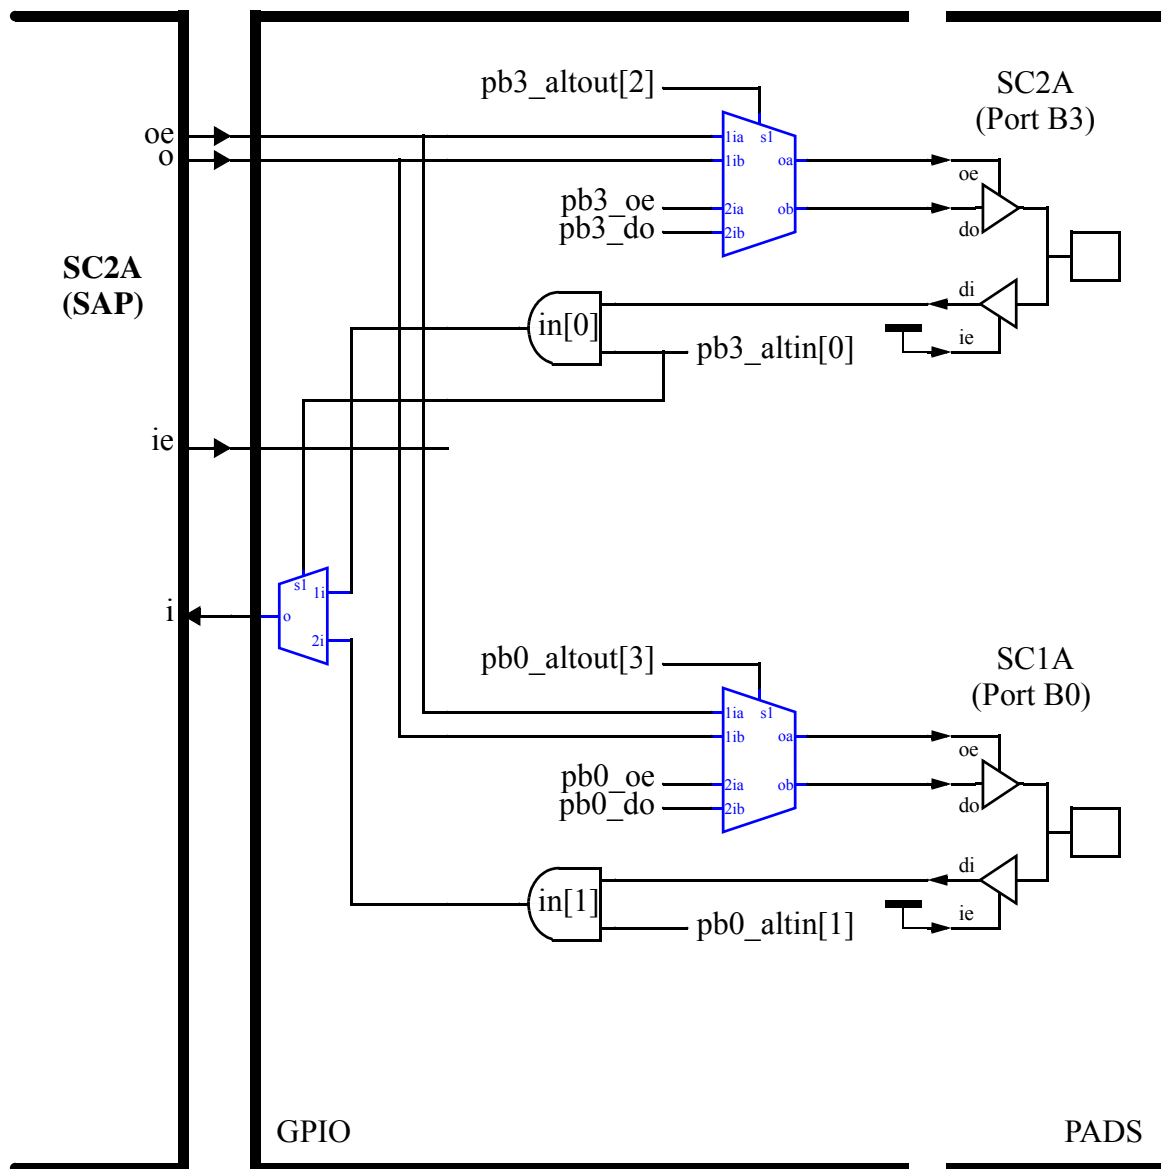 pb3_altout[2]
SC2A
(Port B3)
oe
o
1ia
s1
1ib
oa
oe
pb3_oe
2ia
ob
pb3_do
2ib
do
SC2A
(SAP)
di
in[0]
pb3_altin[0]
ie
ie
s1
1i
i
o
2i
pb0_altout[3]
SC1A
(Port B0)
1ia
s1
1ib
oa
oe
pb0_oe
2ia
ob
pb0_do
2ib
do
di
in[1]
pb0_altin[1]
ie
GPIO
PADS